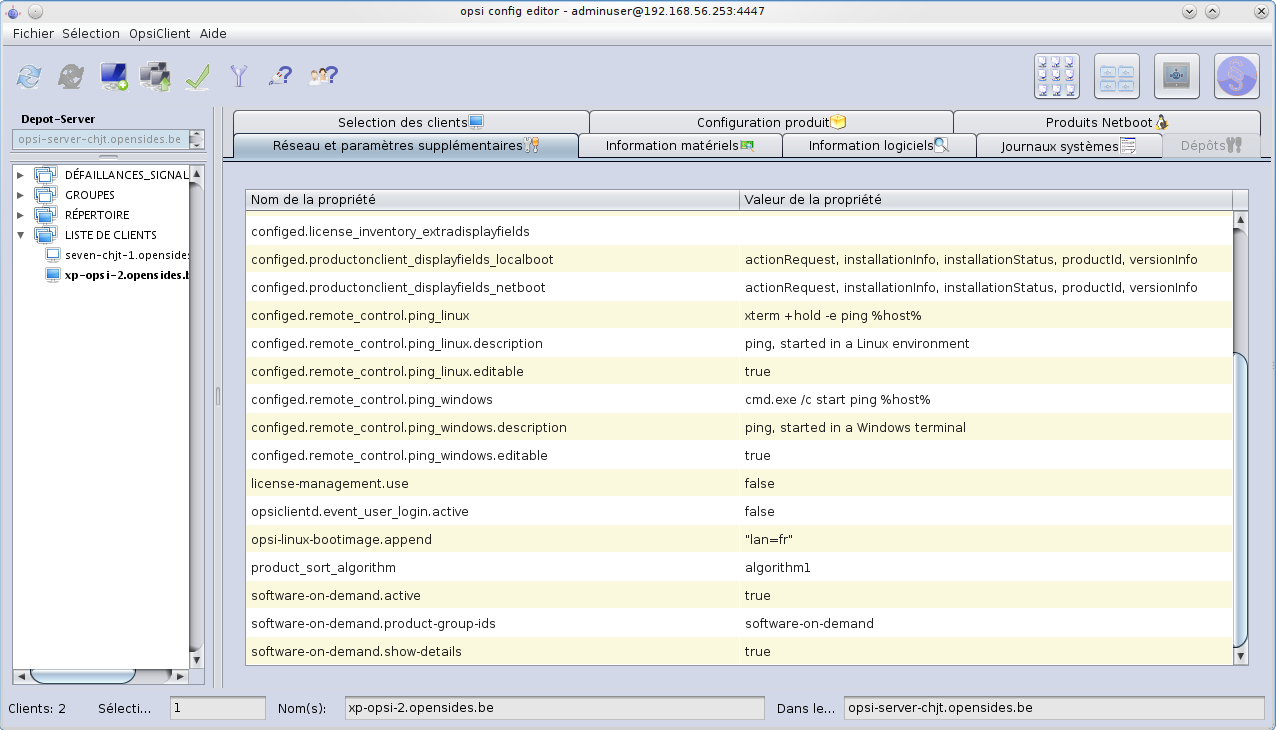 opsi config editor - adminuser@192.168.56.253:4447
Fichier Sélection OpsiClient Aide
Depot-Server
opsi-server-chjt.opensides.be
DÉFAILLANCES_SIGNAL
GROUPES
RÉPERTOIRE
LISTE DE CLIENTS
seven-chjt-1.opensides
xp-opsi-2.opensides.b
Selection des clients Configuration produit Produits Netboot
Réseau et paramètres supplémentaires Information matériels Information logiciels Journaux systèmes Dépôts
Nom de la propriété Valeur de la propriété
configed.license_inventory_extradisplayfields
configed.productonclient_displayfields_localboot actionRequest, installationInfo, installationStatus, productId, versionInfo
configed.productonclient_displayfields_netboot actionRequest, installationInfo, installationStatus, productId, versionInfo
configed.remote_control.ping_linux xterm +hold -e ping %host%
configed.remote_control.ping_linux.description ping, started in a Linux environment
configed.remote_control.ping_linux.editable true
configed.remote_control.ping_windows cmd.exe /c start ping %host%
configed.remote_control.ping_windows.description ping, started in a Windows terminal
configed.remote_control.ping_windows.editable true
license-management.use false
opsiclientd.event_user_login.active false
opsi-linux-bootimage.append "lan=fr"
product_sort_algorithm algorithm1
software-on-demand.active true
software-on-demand.product-group-ids software-on-demand
software-on-demand.show-details true
Clients: 2 Sélecti... 1 Nom(s): xp-opsi-2.opensides.be Dans le... opsi-server-chjt.opensides.be